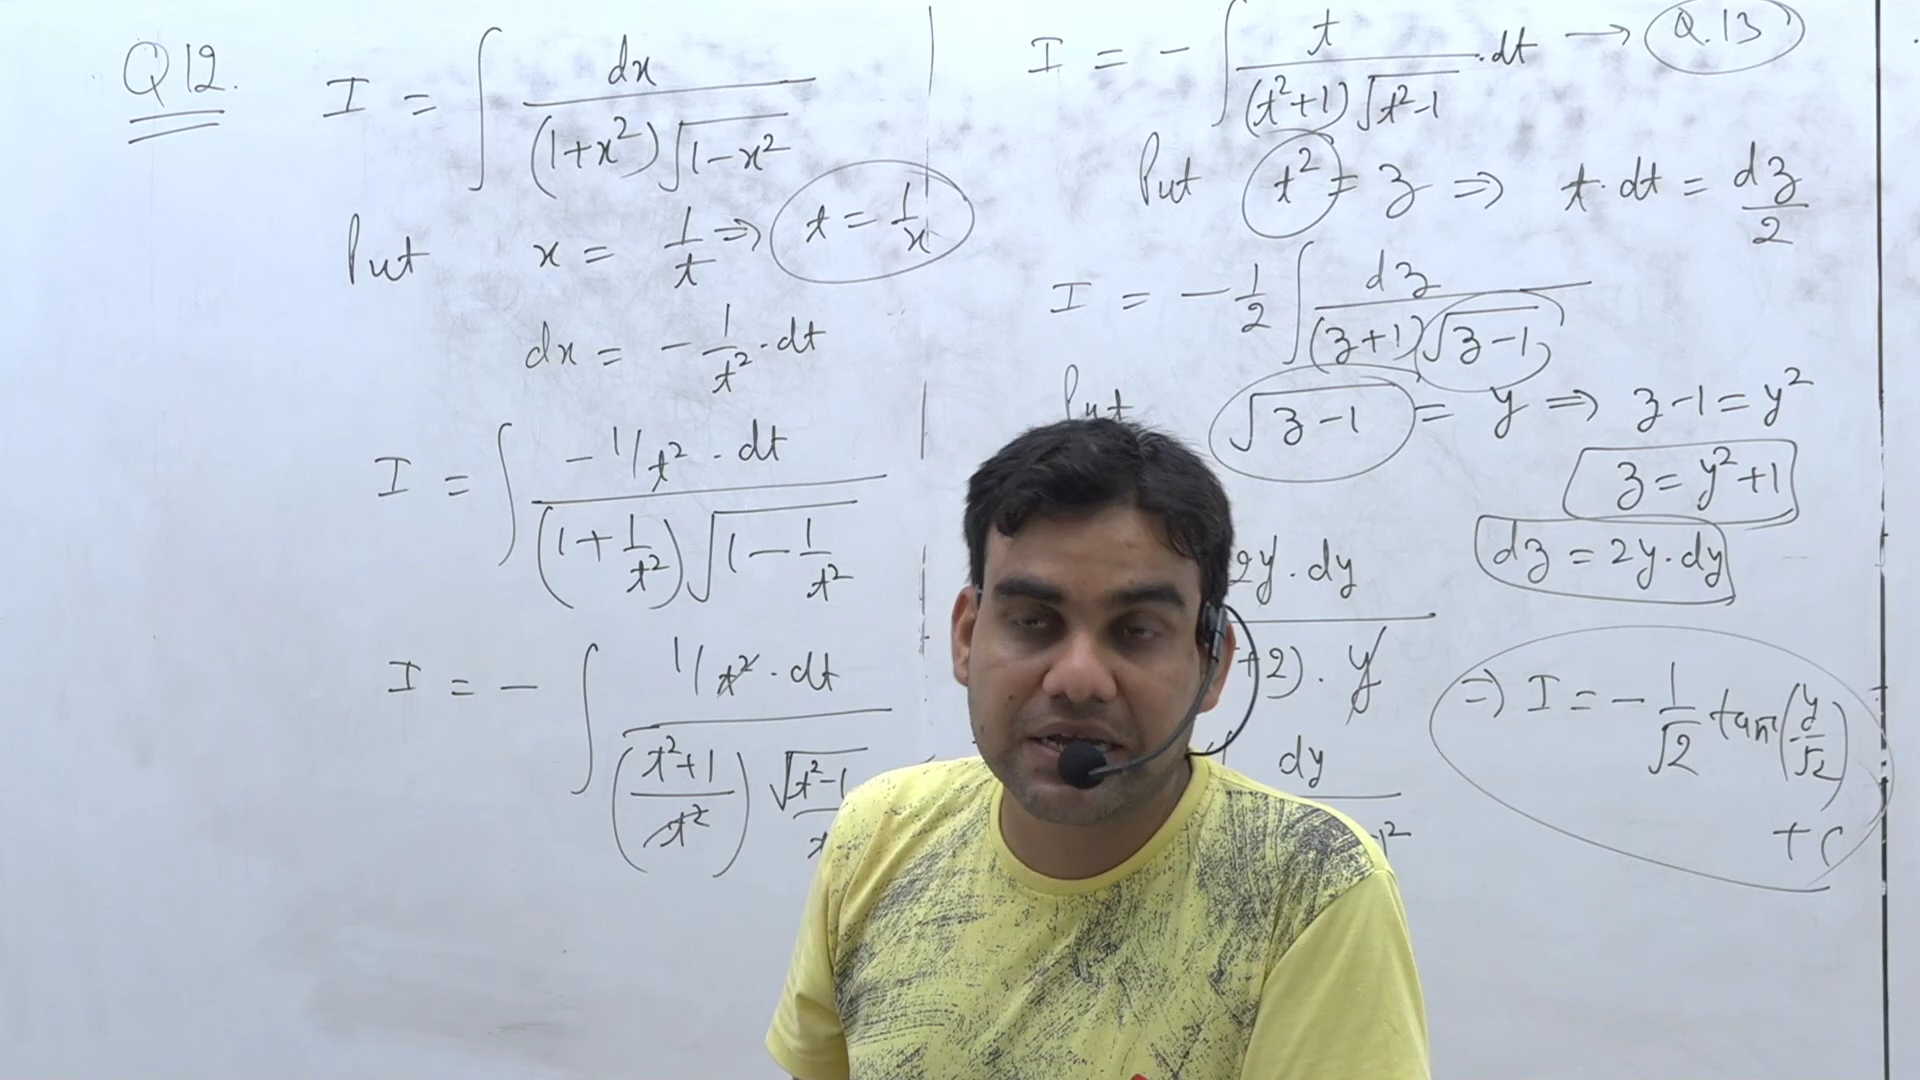 Q12. I = ∫ dx / (1+x²)√(1-x²)
Put x = 1/t ⇒ t = 1/x
dx = -1/t² · dt
I = ∫ -1/t² · dt / (1+1/t²)√(1-1/t²)
I = - ∫ 1/t² · dt / ((t²+1)/t²) √(t²-1)
I = - ∫ t / (t²+1)√(t²-1) · dt → Q.13
Put t² = z ⇒ t·dt = dz/2
I = -1/2 ∫ dz / (z+1)√(z-1)
Put √(z-1) = y ⇒ z-1 = y²
z = y²+1
dz = 2y·dy
2y·dy
+2)·y
dy
²
⇒ I = -1/√2 tan(y/√2)
+c